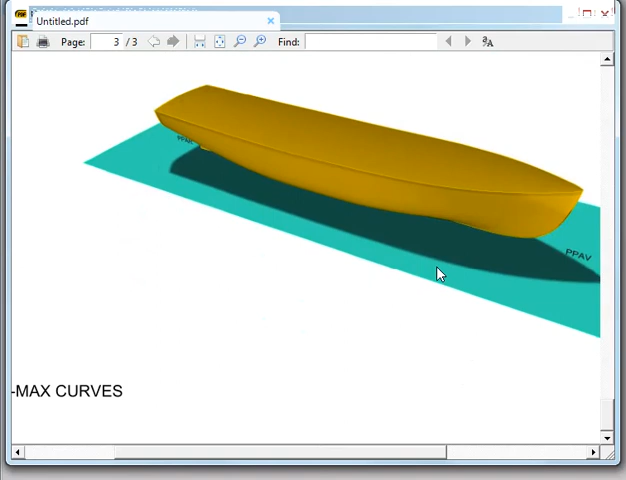 Untitled.pdf
Page: 3 / 3 Find:
PPAV
-MAX CURVES